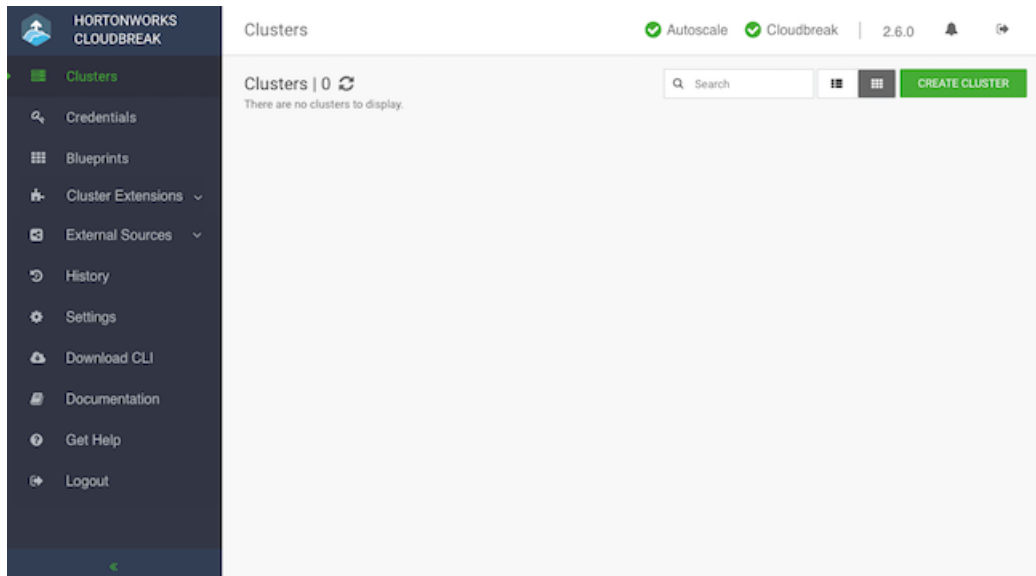 HORTONWORKS
CLOUDBREAK
Clusters
Credentials
Blueprints
Cluster Extensions
External Sources
History
Settings
Download CLI
Documentation
Get Help
Logout
Clusters
Autoscale
Cloudbreak
2.6.0
Clusters | 0
There are no clusters to display.
Search
CREATE CLUSTER